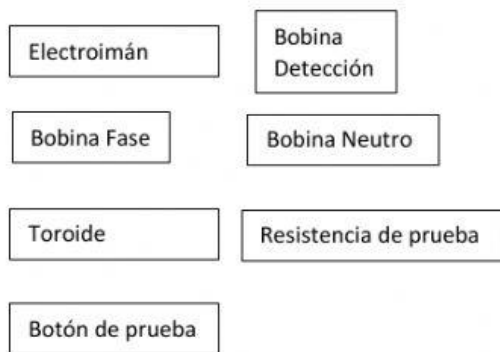 Electroimán
Bobina
Detección
Bobina Fase
Bobina Neutro
Toroide
Resistencia de prueba
Botón de prueba